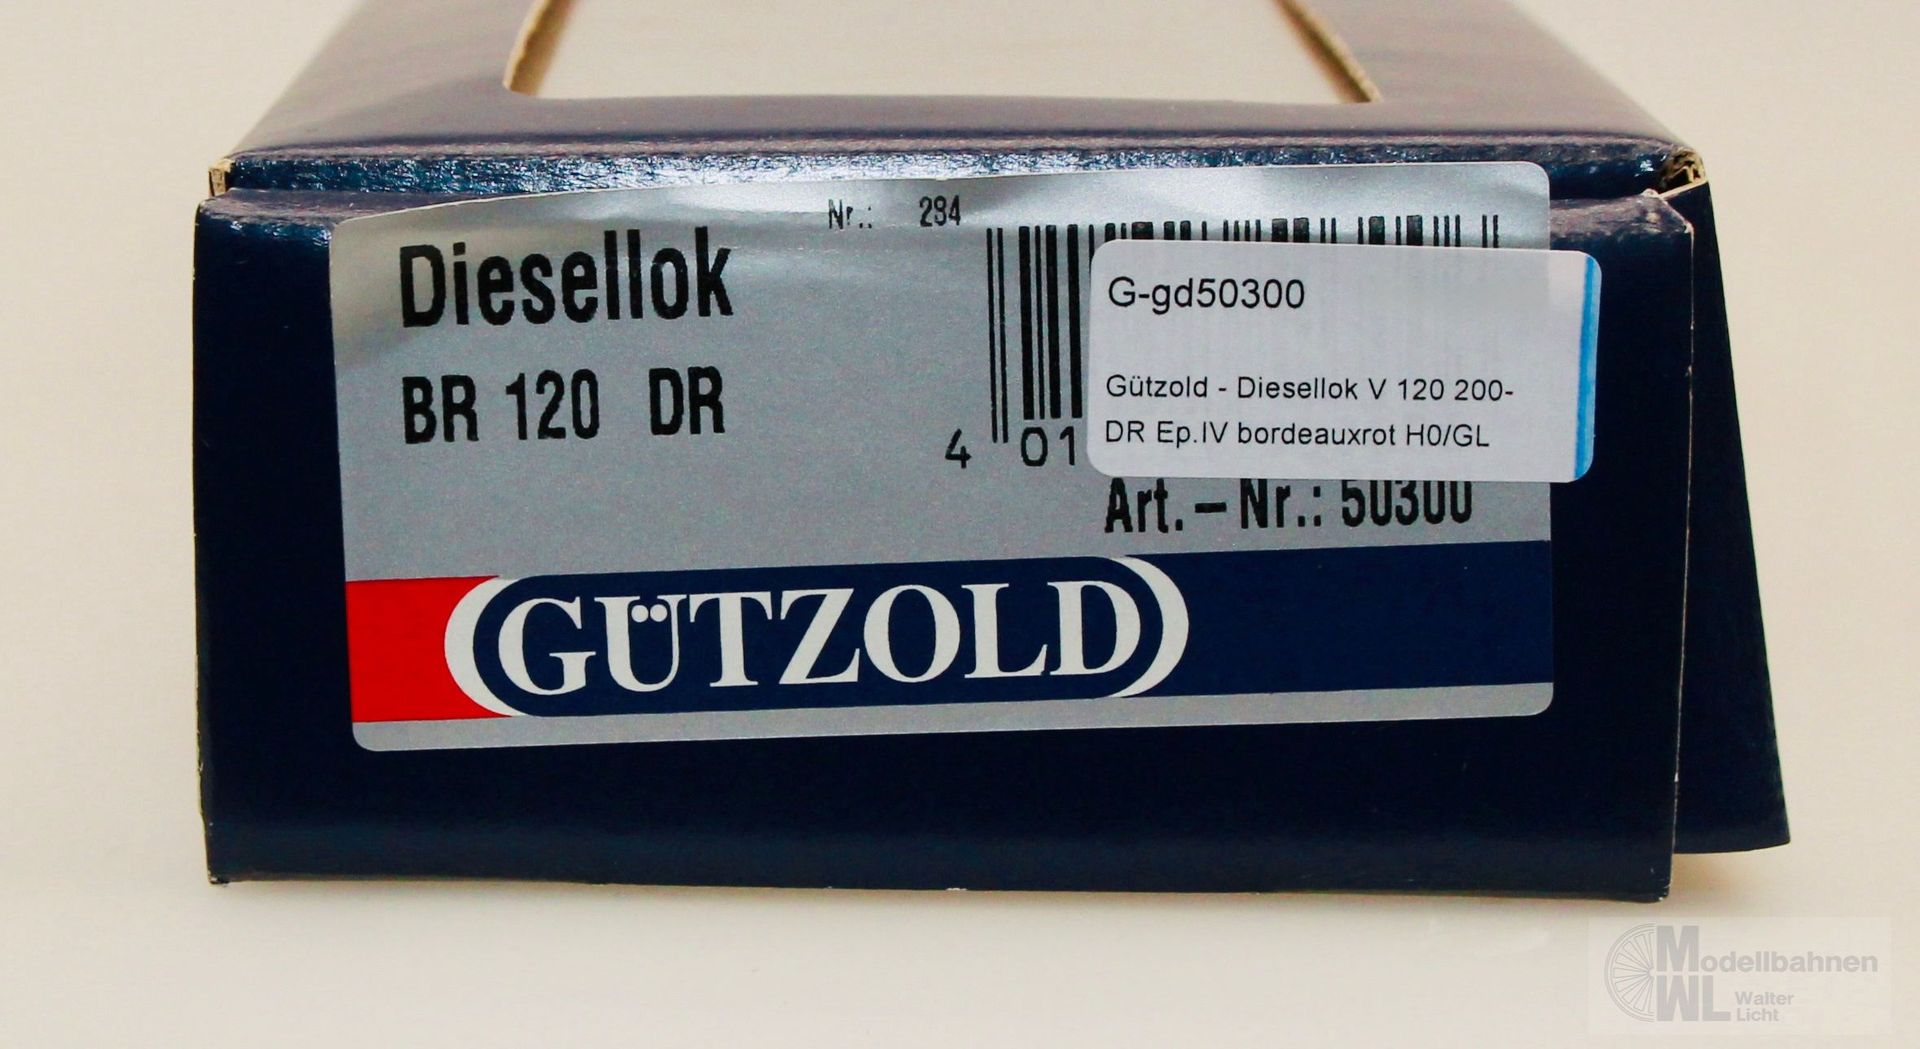 Nr.: 294
Diesellok
BR 120 DR
4 01
G-gd50300
Gützold - Diesellok V 120 200-
DR Ep.IV bordeauxrot H0/GL
Art.-Nr.: 50300
GÜTZOLD
Modellbahnen
WL Walter
Licht